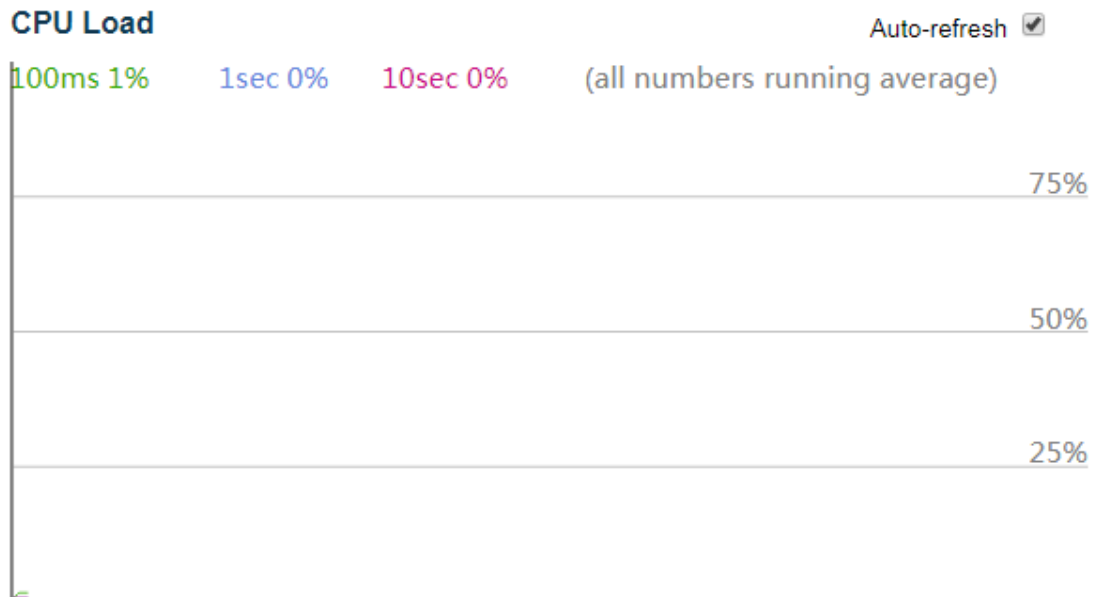 CPU Load
Auto-refresh
100ms 1% 1sec 0% 10sec 0% (all numbers running average)
75%
50%
25%